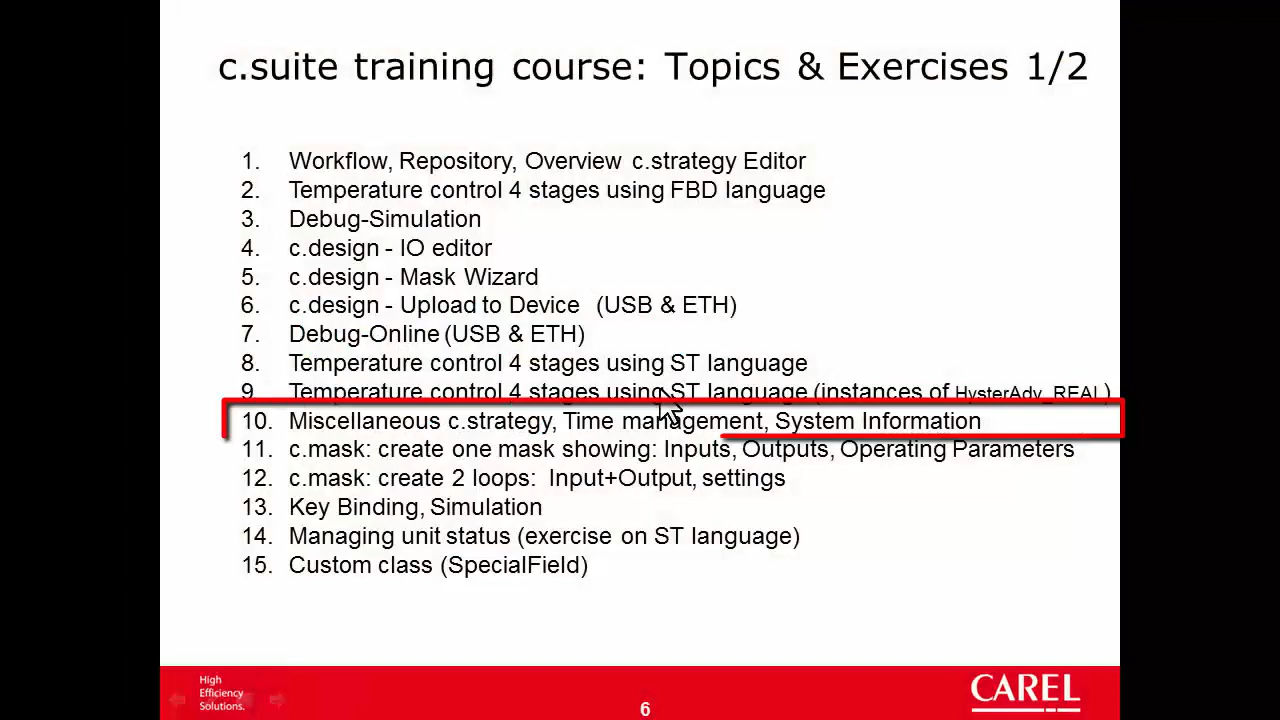 c.suite training course: Topics & Exercises 1/2
1. Workflow, Repository, Overview c.strategy Editor
2. Temperature control 4 stages using FBD language
3. Debug-Simulation
4. c.design - IO editor
5. c.design - Mask Wizard
6. c.design - Upload to Device (USB & ETH)
7. Debug-Online (USB & ETH)
8. Temperature control 4 stages using ST language
9. Temperature control 4 stages using ST language (instances of HysterAdv_REAL)
10. Miscellaneous c.strategy, Time management, System Information
11. c.mask: create one mask showing: Inputs, Outputs, Operating Parameters
12. c.mask: create 2 loops: Input+Output, settings
13. Key Binding, Simulation
14. Managing unit status (exercise on ST language)
15. Custom class (SpecialField)
High
Efficiency
Solutions.
6
CAREL